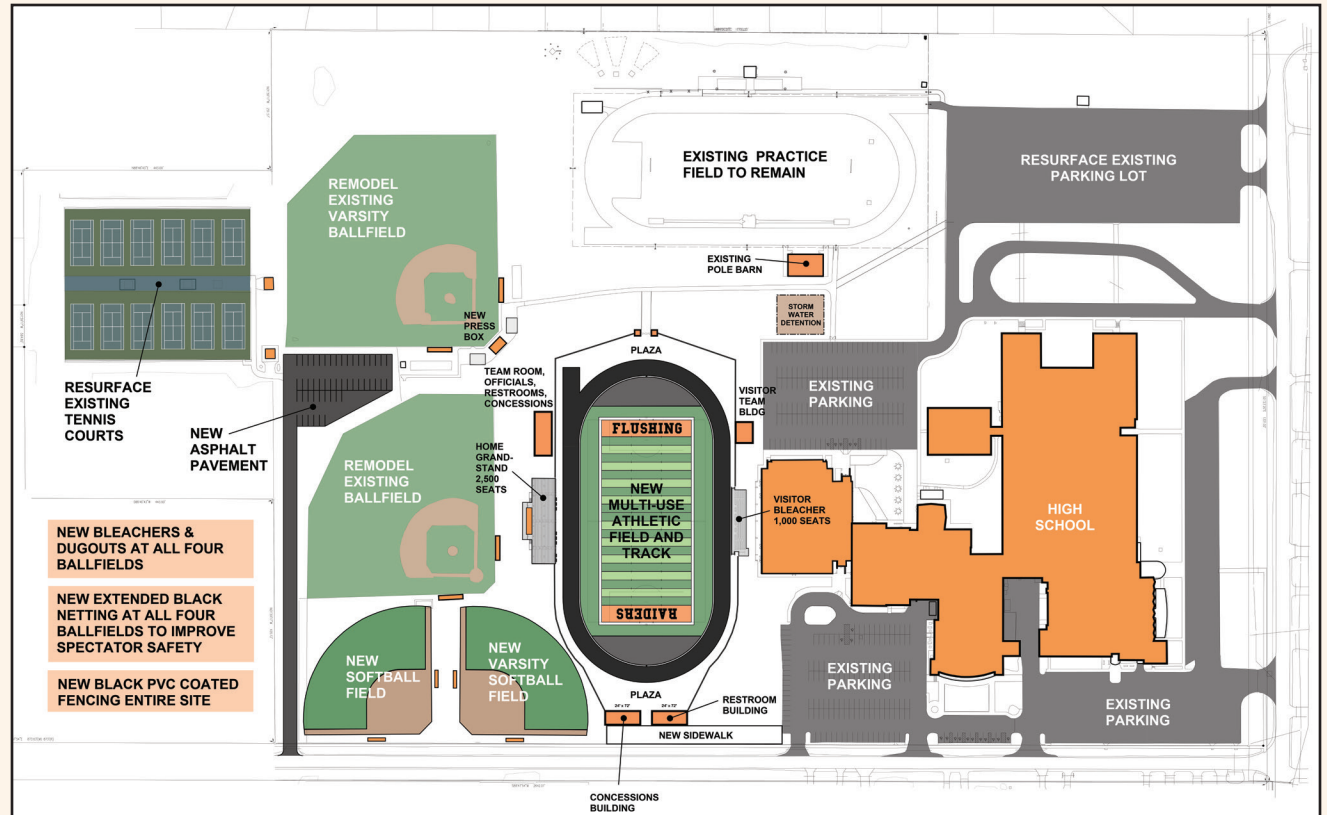 EXISTING PRACTICE
FIELD TO REMAIN
RESURFACE EXISTING
PARKING LOT
REMODEL
EXISTING
VARSITY
BALLFIELD
EXISTING
POLE BARN
STORM
WATER
DETENTION
NEW
PRESS
BOX
PLAZA
TEAM ROOM,
OFFICIALS,
RESTROOMS,
CONCESSIONS
VISITOR
TEAM
BLDG
EXISTING
PARKING
RESURFACE
EXISTING
TENNIS
COURTS
NEW
ASPHALT
PAVEMENT
FLUSHING
HOME
GRAND-
STAND
2,500
SEATS
REMODEL
EXISTING
BALLFIELD
NEW
MULTI-USE
ATHLETIC
FIELD AND
TRACK
VISITOR
BLEACHER
1,000 SEATS
HIGH
SCHOOL
NEW BLEACHERS &
DUGOUTS AT ALL FOUR
BALLFIELDS
NEW EXTENDED BLACK
NETTING AT ALL FOUR
BALLFIELDS TO IMPROVE
SPECTATOR SAFETY
NEW BLACK PVC COATED
FENCING ENTIRE SITE
RAIDERS
NEW
SOFTBALL
FIELD
NEW
VARSITY
SOFTBALL
FIELD
EXISTING
PARKING
PLAZA
RESTROOM
BUILDING
EXISTING
PARKING
24' x 72'
24' x 72'
NEW SIDEWALK
CONCESSIONS
BUILDING